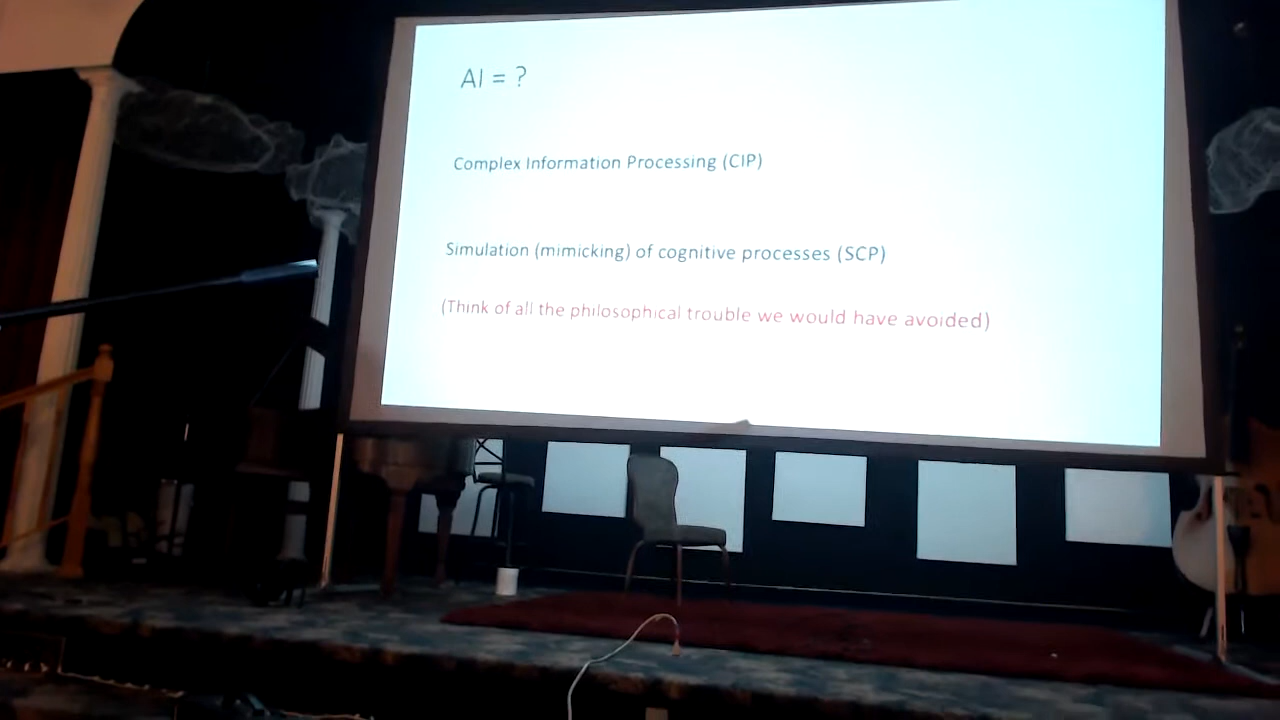 AI = ?
Complex Information Processing (CIP)
Simulation (mimicking) of cognitive processes (SCP)
(Think of all the philosophical trouble we would have avoided)